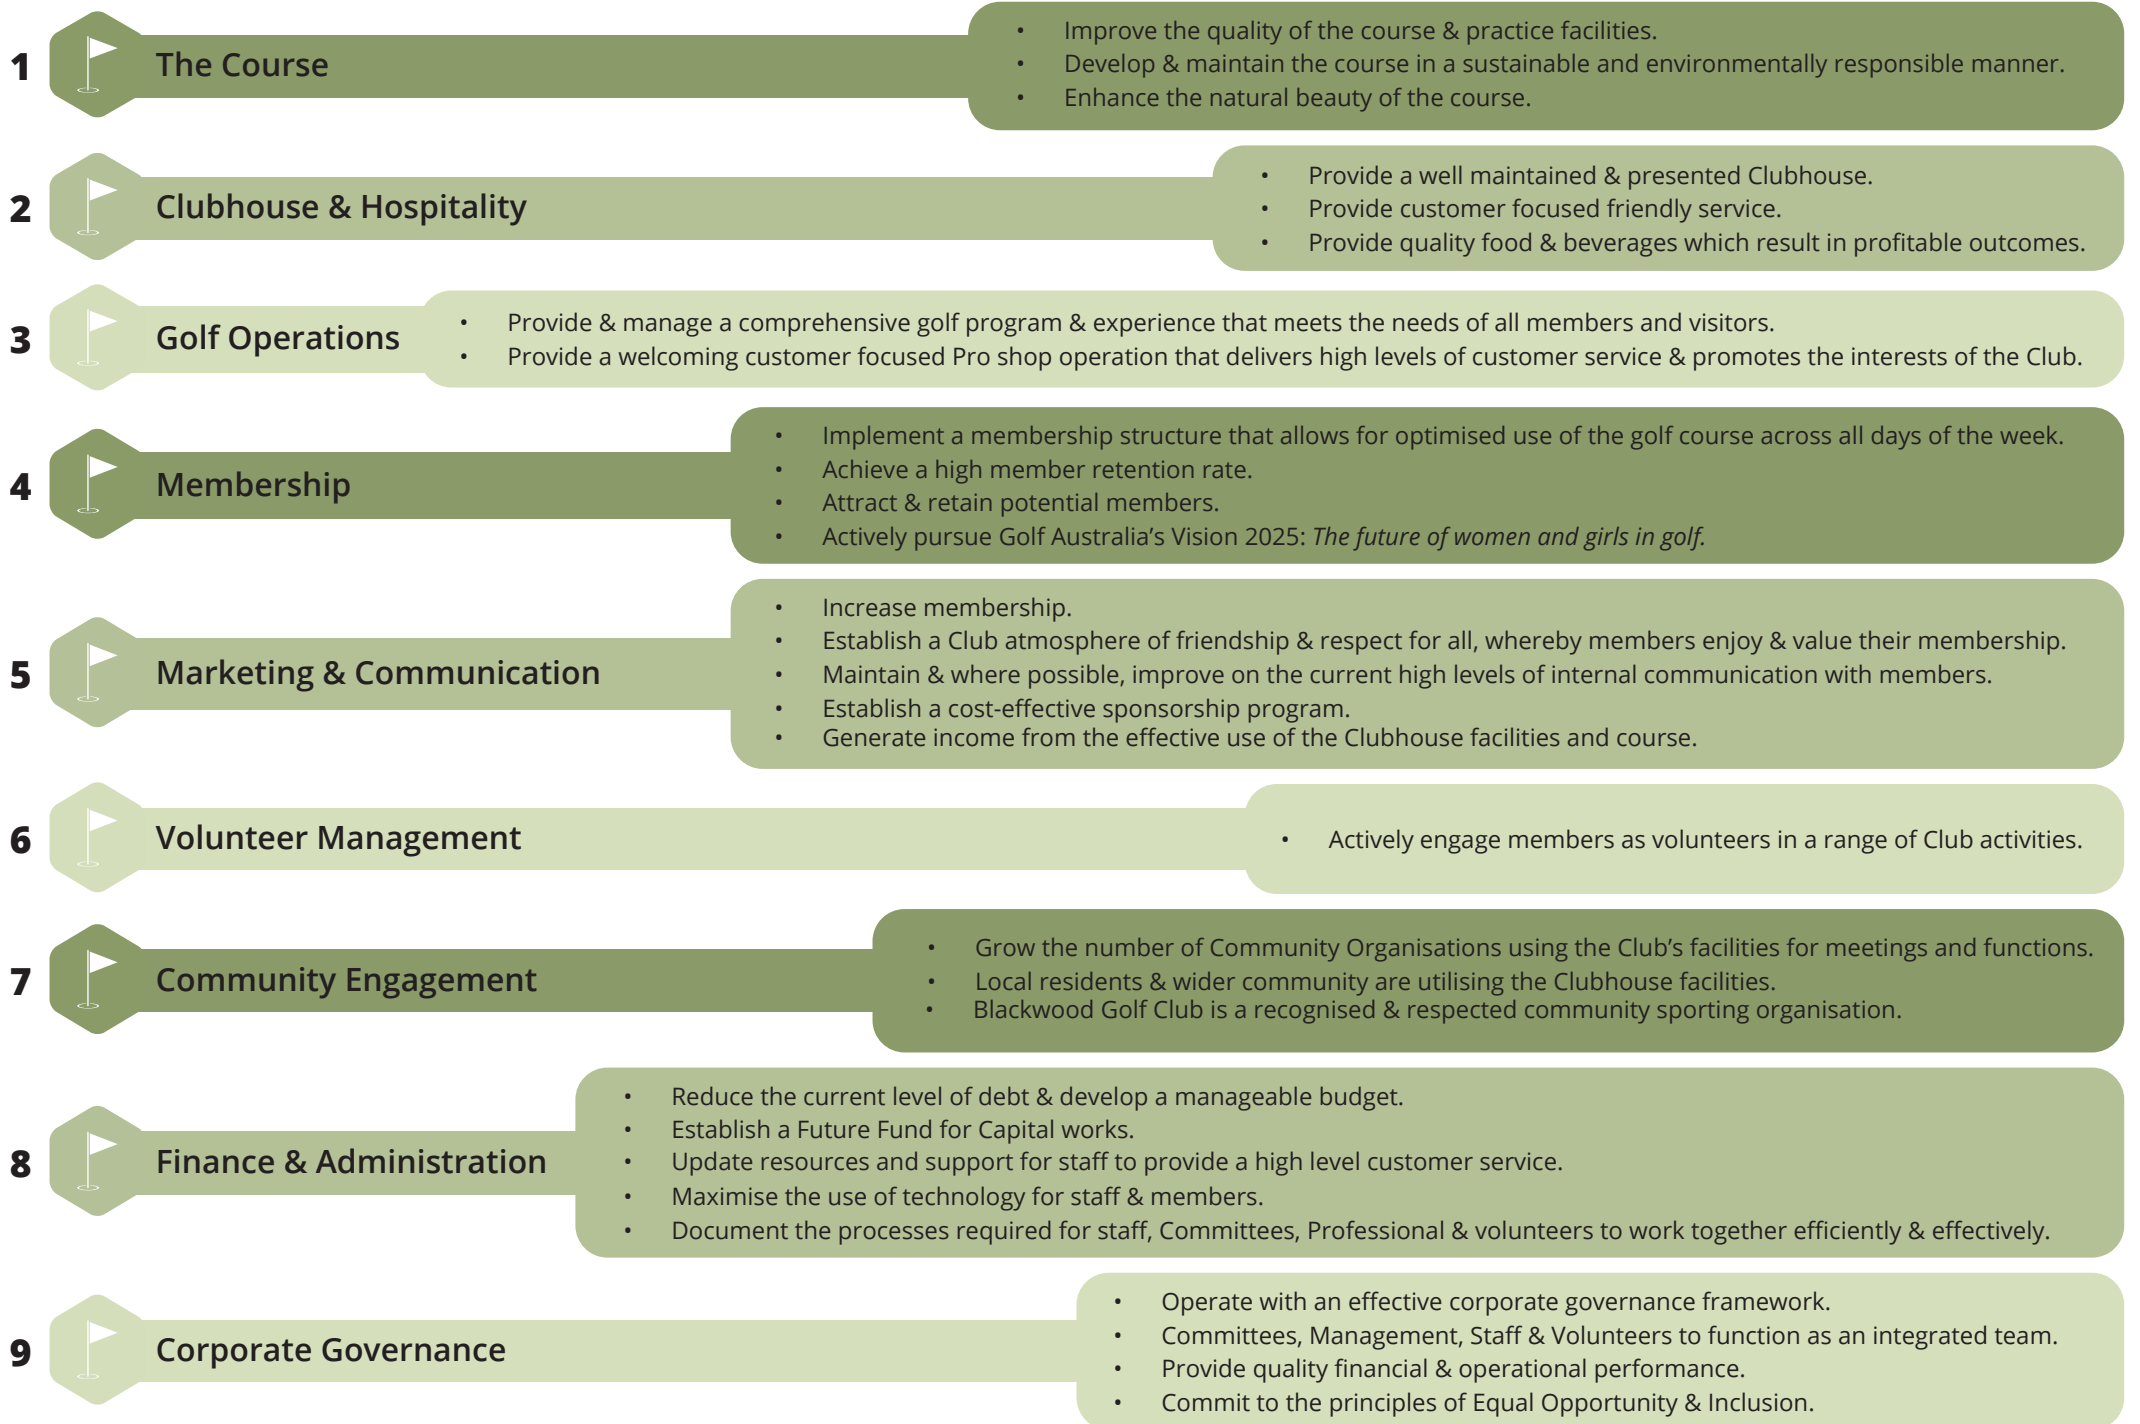 1
The Course
• Improve the quality of the course & practice facilities.
• Develop & maintain the course in a sustainable and environmentally responsible manner.
• Enhance the natural beauty of the course.
2
Clubhouse & Hospitality
• Provide a well maintained & presented Clubhouse.
• Provide customer focused friendly service.
• Provide quality food & beverages which result in profitable outcomes.
3
Golf Operations
• Provide & manage a comprehensive golf program & experience that meets the needs of all members and visitors.
• Provide a welcoming customer focused Pro shop operation that delivers high levels of customer service & promotes the interests of the Club.
4
Membership
• Implement a membership structure that allows for optimised use of the golf course across all days of the week.
• Achieve a high member retention rate.
• Attract & retain potential members.
• Actively pursue Golf Australia’s Vision 2025: The future of women and girls in golf.
5
Marketing & Communication
• Increase membership.
• Establish a Club atmosphere of friendship & respect for all, whereby members enjoy & value their membership.
• Maintain & where possible, improve on the current high levels of internal communication with members.
• Establish a cost-effective sponsorship program.
• Generate income from the effective use of the Clubhouse facilities and course.
6
Volunteer Management
• Actively engage members as volunteers in a range of Club activities.
7
Community Engagement
• Grow the number of Community Organisations using the Club’s facilities for meetings and functions.
• Local residents & wider community are utilising the Clubhouse facilities.
• Blackwood Golf Club is a recognised & respected community sporting organisation.
8
Finance & Administration
• Reduce the current level of debt & develop a manageable budget.
• Establish a Future Fund for Capital works.
• Update resources and support for staff to provide a high level customer service.
• Maximise the use of technology for staff & members.
• Document the processes required for staff, Committees, Professional & volunteers to work together efficiently & effectively.
9
Corporate Governance
• Operate with an effective corporate governance framework.
• Committees, Management, Staff & Volunteers to function as an integrated team.
• Provide quality financial & operational performance.
• Commit to the principles of Equal Opportunity & Inclusion.